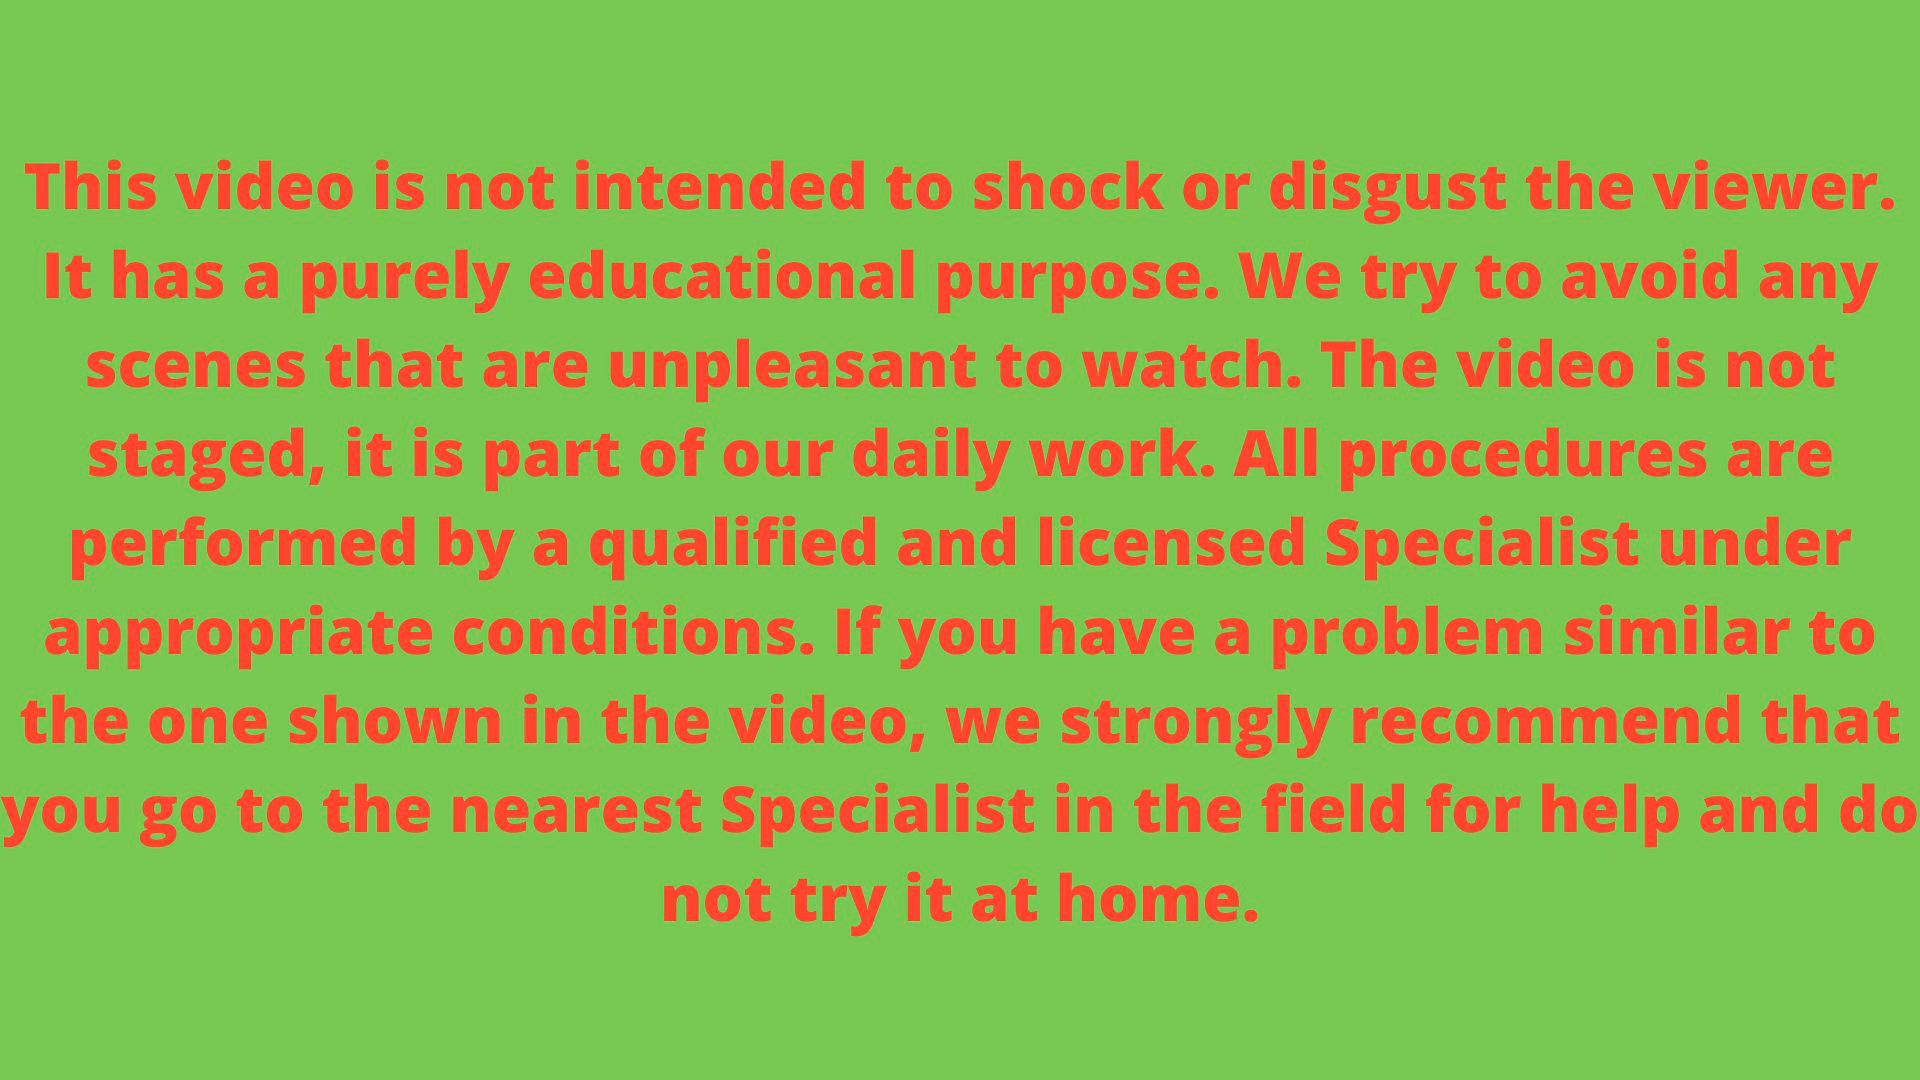 This video is not intended to shock or disgust the viewer.
It has a purely educational purpose. We try to avoid any
scenes that are unpleasant to watch. The video is not
staged, it is part of our daily work. All procedures are
performed by a qualified and licensed Specialist under
appropriate conditions. If you have a problem similar to
the one shown in the video, we strongly recommend that
you go to the nearest Specialist in the field for help and do
not try it at home.